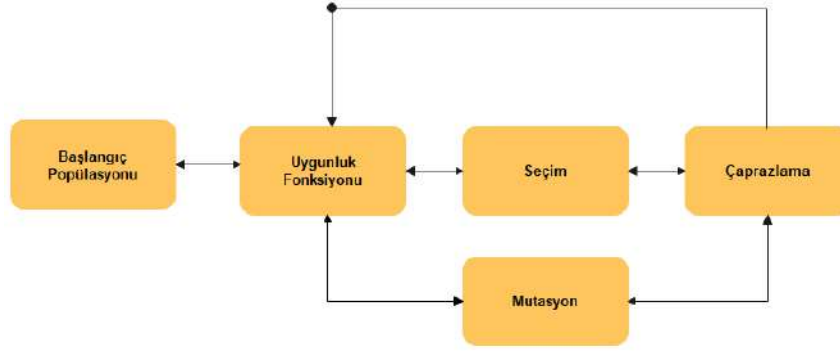 Başlangıç
Popülasyonu
Uygunluk
Fonksiyonu
Seçim
Çaprazlama
Mutasyon